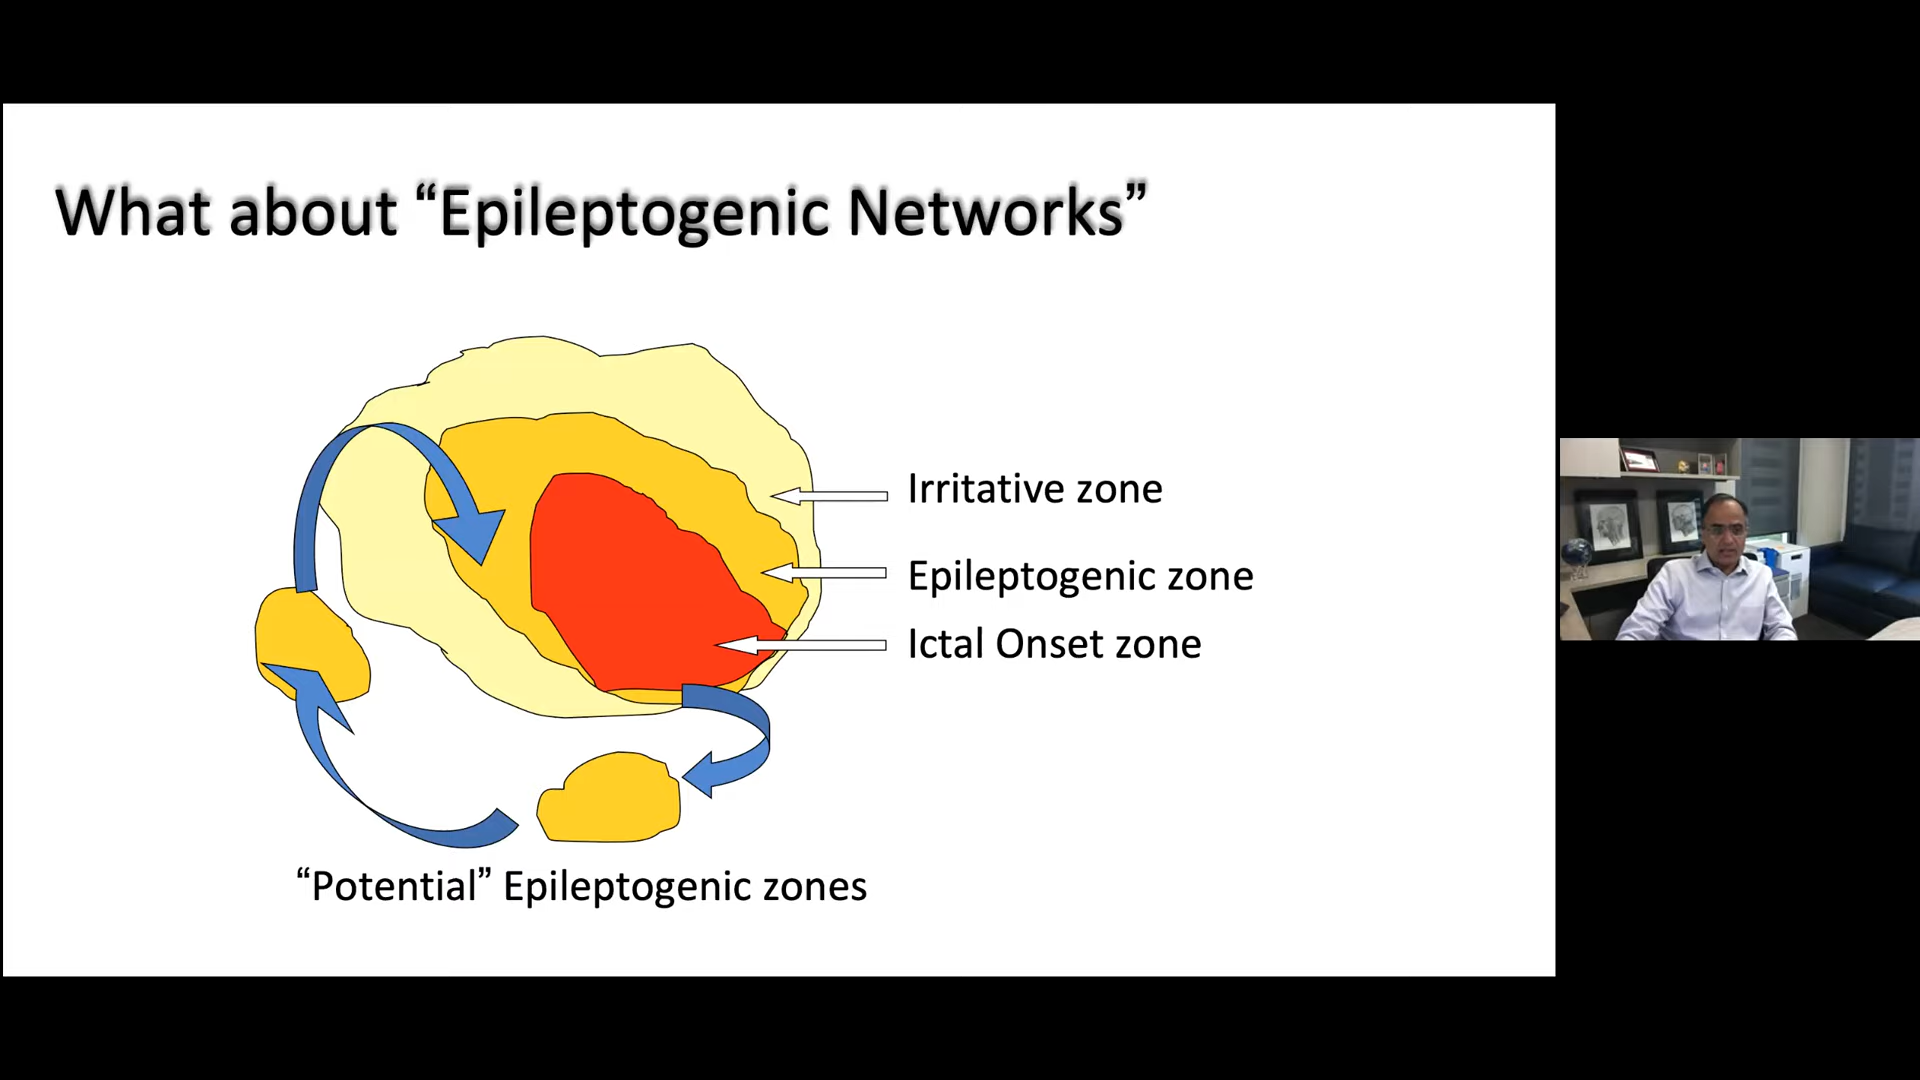 What about “Epileptogenic Networks”
Irritative zone
Epileptogenic zone
Ictal Onset zone
“Potential” Epileptogenic zones